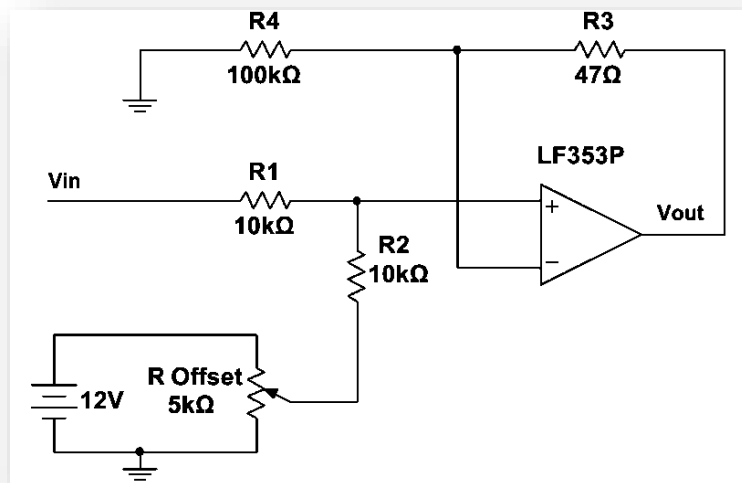 R4
100kΩ
R3
47Ω
LF353P
Vin
R1
10kΩ
+
Vout
R2
10kΩ
−
R Offset
5kΩ
12V